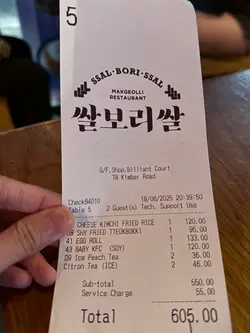 5
SSAL·BORI·SSAL
MAKGEOLLI
RESTAURANT
쌀보리쌀
G/F.Shop.Billiant Court
78 Kimber Road
Check84010 18/06/2025 20:39:50
Table 5 2 Guest(s) Tech. Support Use
CHEESE KIMCHI FRIED RICE 1 120.00
39 SHY FRIED TTEOKBOKKI 1 95.00
41 EGG ROLL 1 133.00
43 BABY KFC (SOY) 1 120.00
D9 Ice Peach Tea 2 36.00
Citron Tea (ICE) 2 46.00
Sub-total 550.00
Service Charge 55.00
Total 605.00